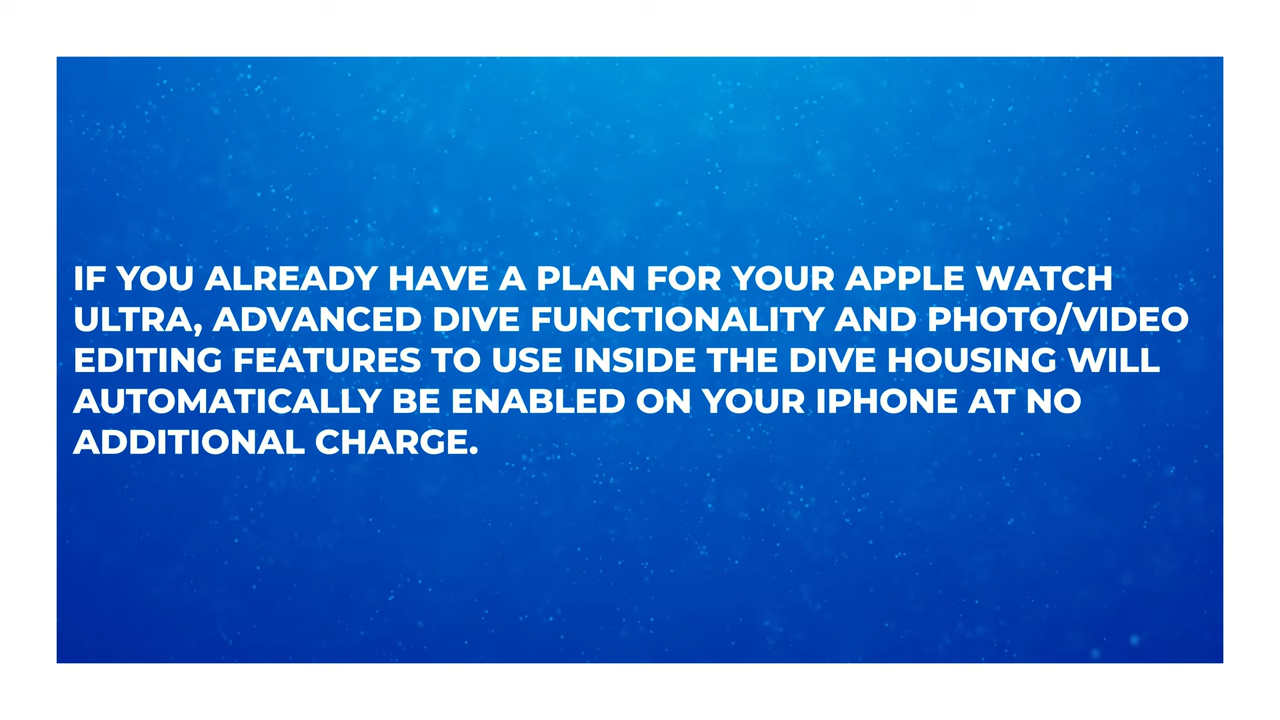 IF YOU ALREADY HAVE A PLAN FOR YOUR APPLE WATCH
ULTRA, ADVANCED DIVE FUNCTIONALITY AND PHOTO/VIDEO
EDITING FEATURES TO USE INSIDE THE DIVE HOUSING WILL
AUTOMATICALLY BE ENABLED ON YOUR IPHONE AT NO
ADDITIONAL CHARGE.